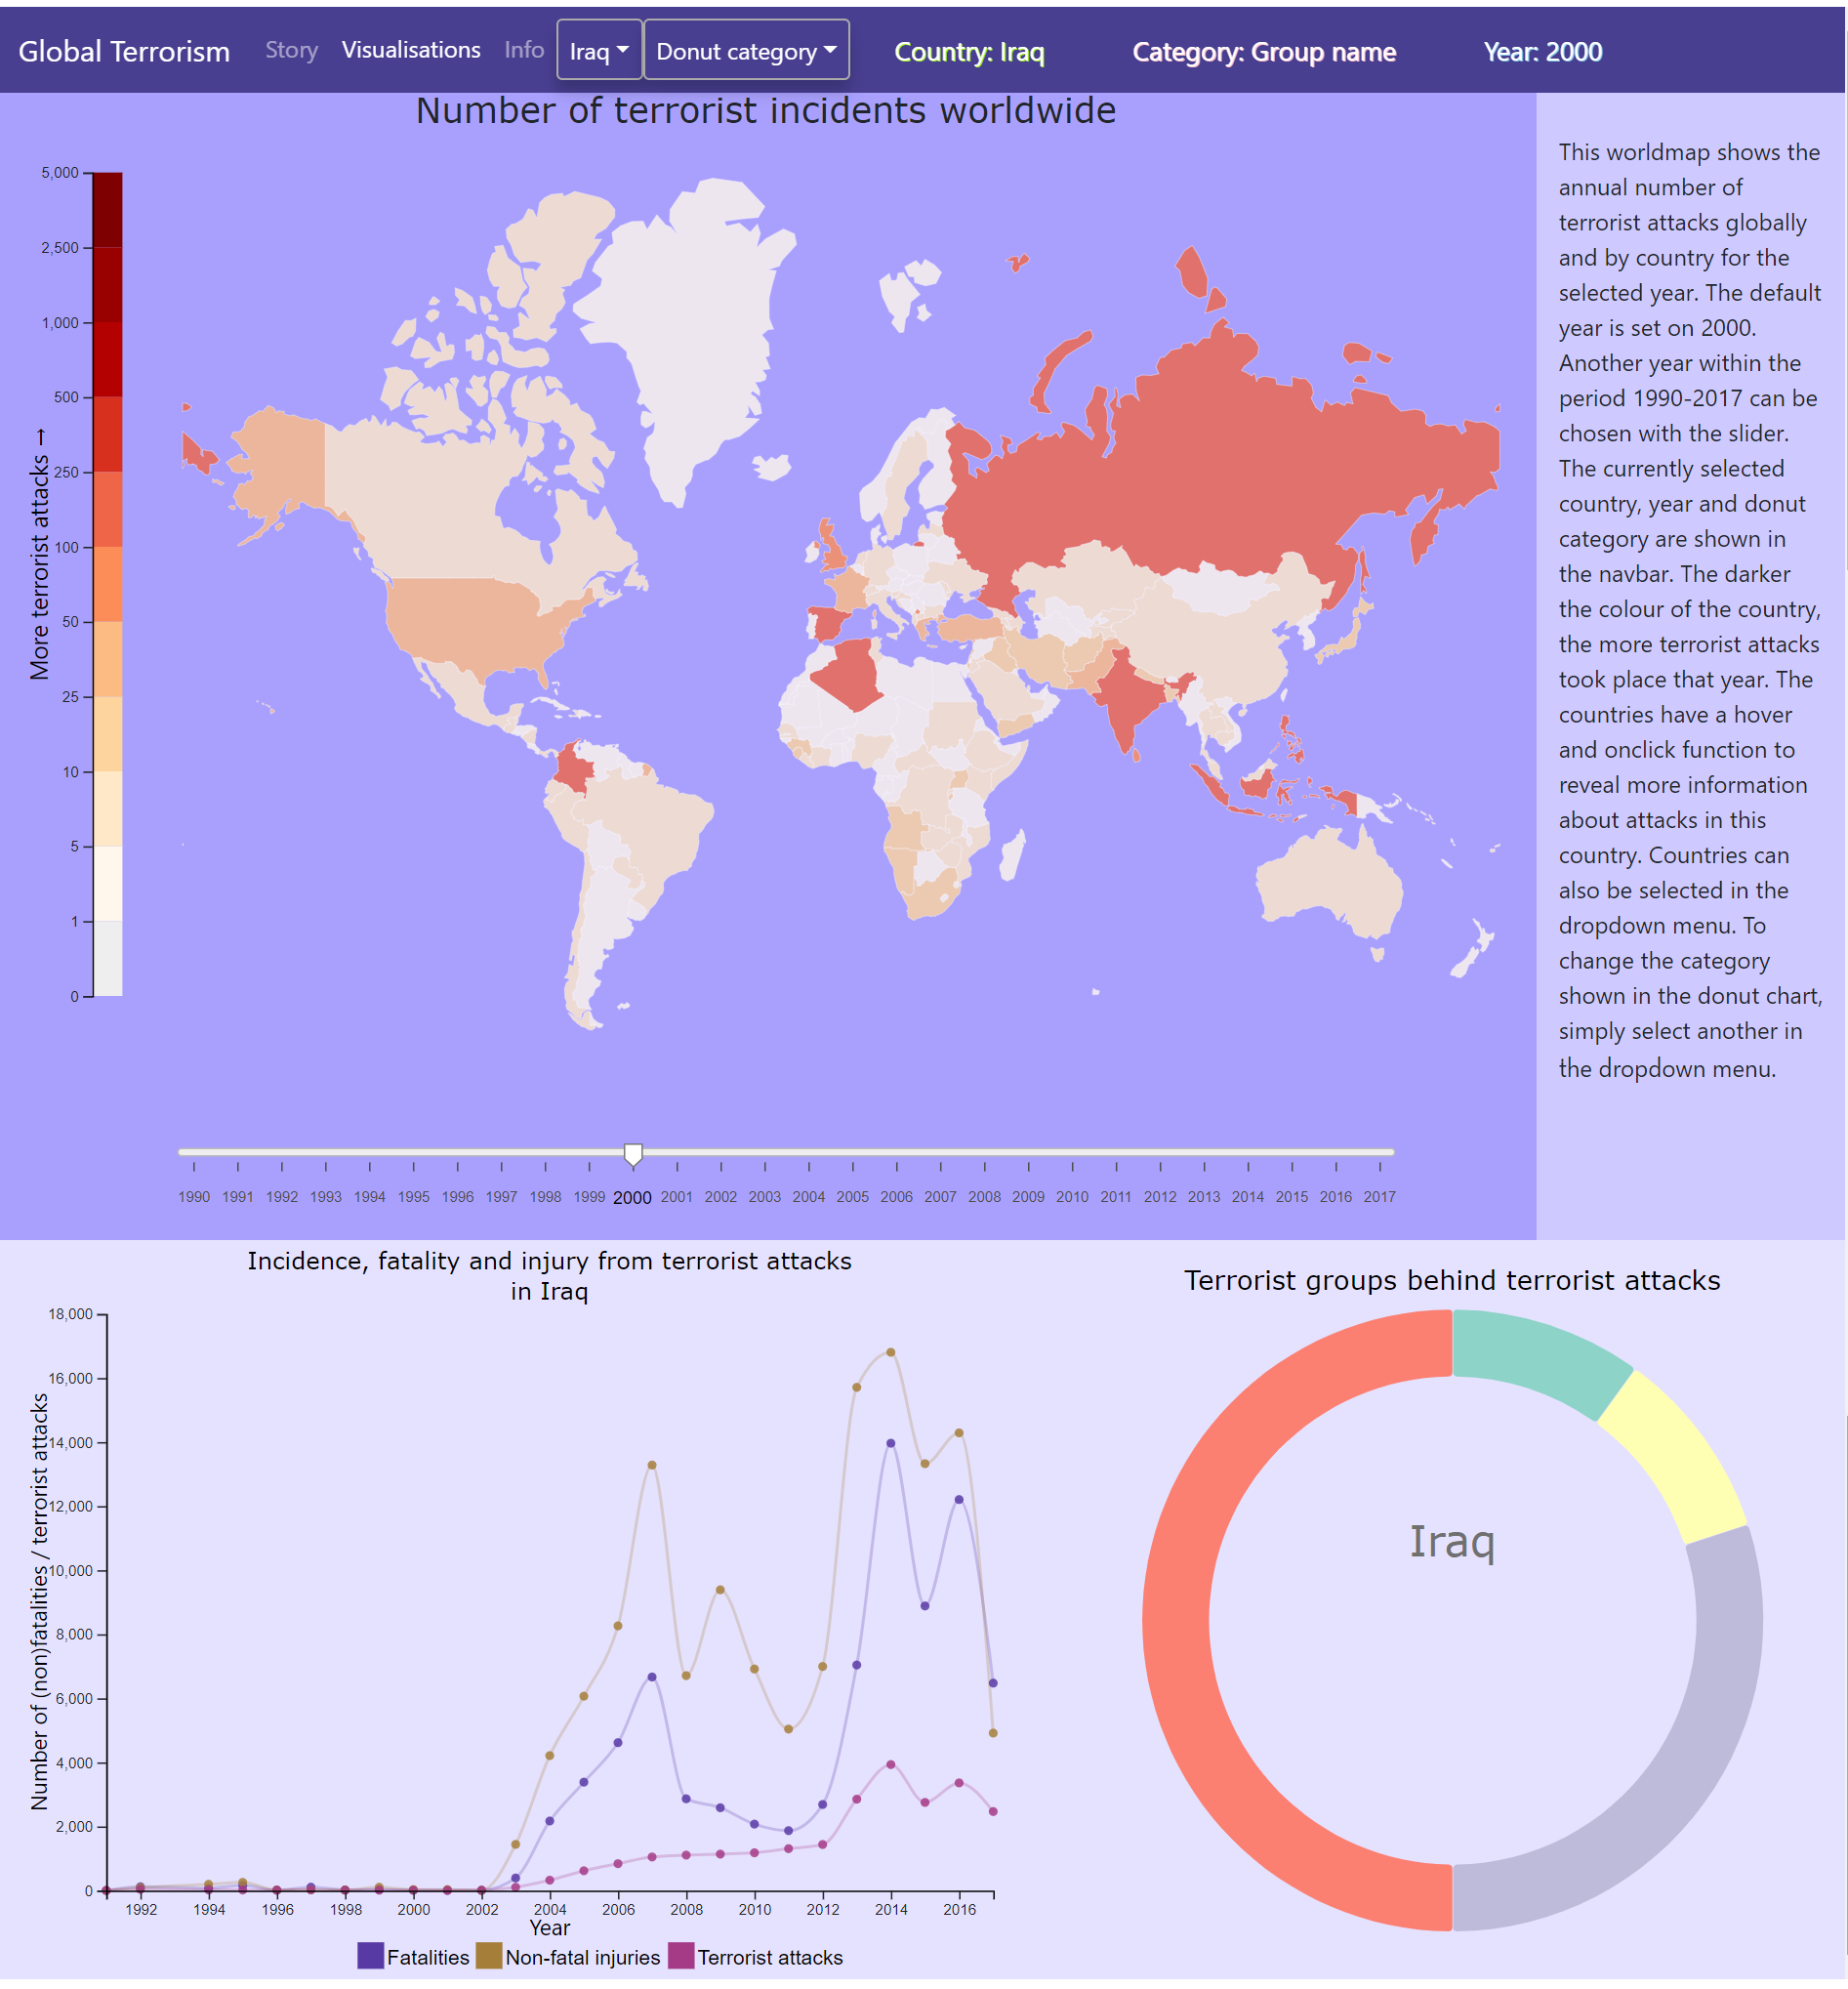 Global Terrorism Story Visualisations Info Iraq Donut category Country: Iraq Category: Group name Year: 2000
Number of terrorist incidents worldwide
5,000
2,500
1,000
500
250
100
50
25
10
5
1
0
More terrorist attacks →
This worldmap shows the
annual number of
terrorist attacks globally
and by country for the
selected year. The default
year is set on 2000.
Another year within the
period 1990-2017 can be
chosen with the slider.
The currently selected
country, year and donut
category are shown in
the navbar. The darker
the colour of the country,
the more terrorist attacks
took place that year. The
countries have a hover
and onclick function to
reveal more information
about attacks in this
country. Countries can
also be selected in the
dropdown menu. To
change the category
shown in the donut chart,
simply select another in
the dropdown menu.
1990 1991 1992 1993 1994 1995 1996 1997 1998 1999 2000 2001 2002 2003 2004 2005 2006 2007 2008 2009 2010 2011 2012 2013 2014 2015 2016 2017
Incidence, fatality and injury from terrorist attacks
in Iraq
18,000
16,000
14,000
12,000
10,000
8,000
6,000
4,000
2,000
0
Number of (non)fatalities / terrorist attacks
1992 1994 1996 1998 2000 2002 2004 2006 2008 2010 2012 2014 2016
Year
Fatalities Non-fatal injuries Terrorist attacks
Terrorist groups behind terrorist attacks
Iraq